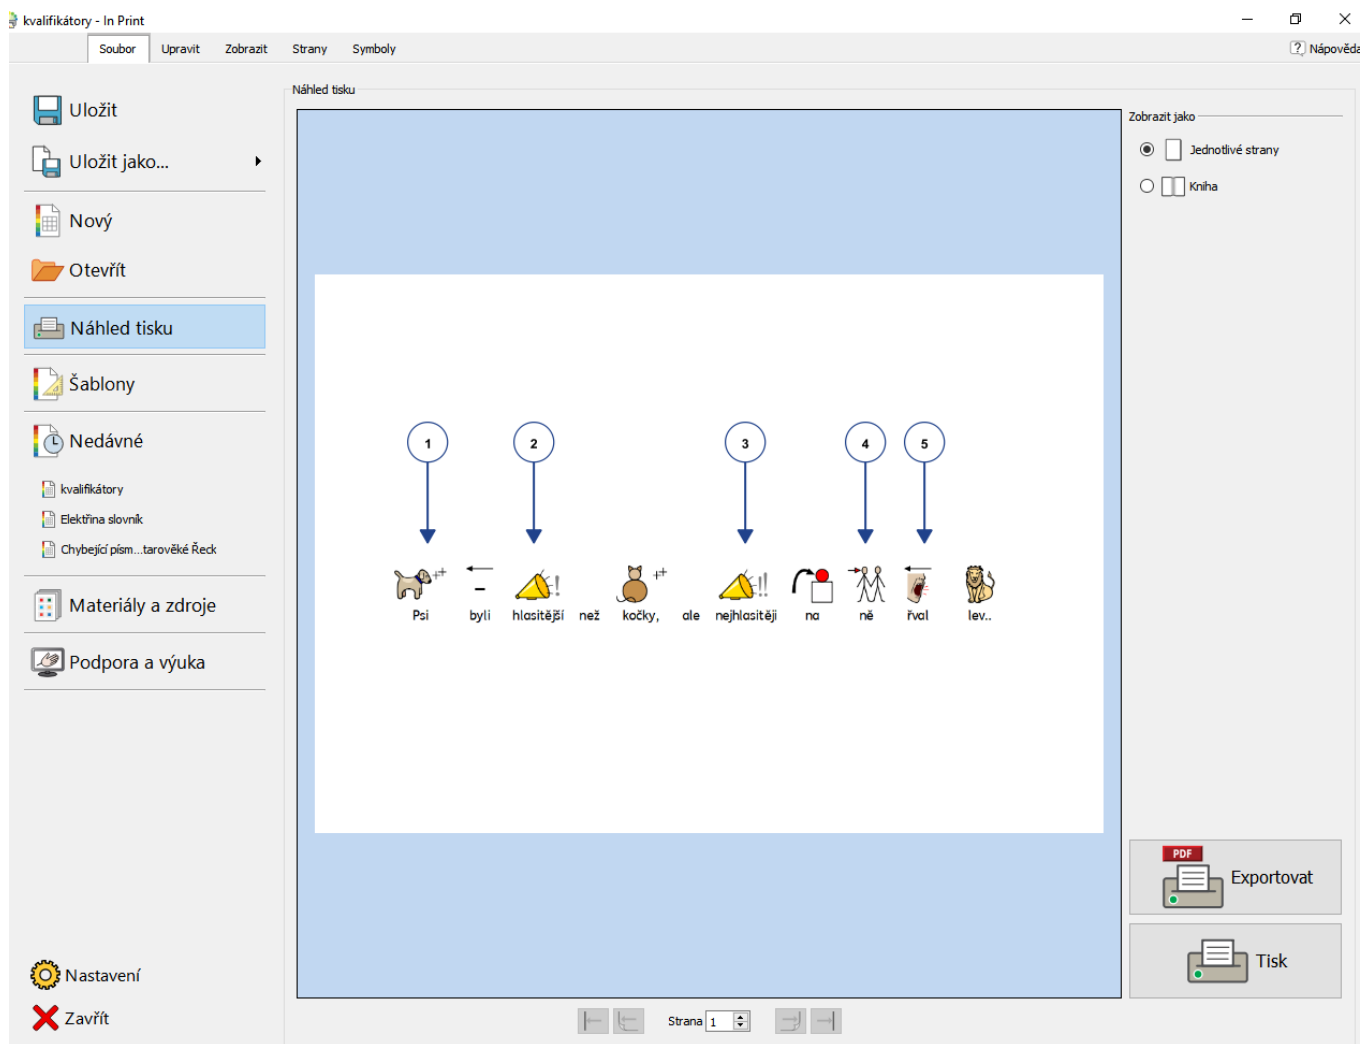 kvalifikátory - In Print
Soubor Upravit Zobrazit Strany Symboly Nápověda
Uložit
Uložit jako...
Nový
Otevřít
Náhled tisku
Šablony
Nedávné
kvalifikátory
Elektřina slovník
Chybející písm...tarověké Řeck
Materiály a zdroje
Podpora a výuka
Nastavení
Zavřít
Náhled tisku
1 2 3 4 5
Psi byli hlasitější než kočky, ale nejhlasitěji na ně řval lev..
Strana 1
Zobrazit jako
Jednotlivé strany
Kniha
PDF
Exportovat
Tisk